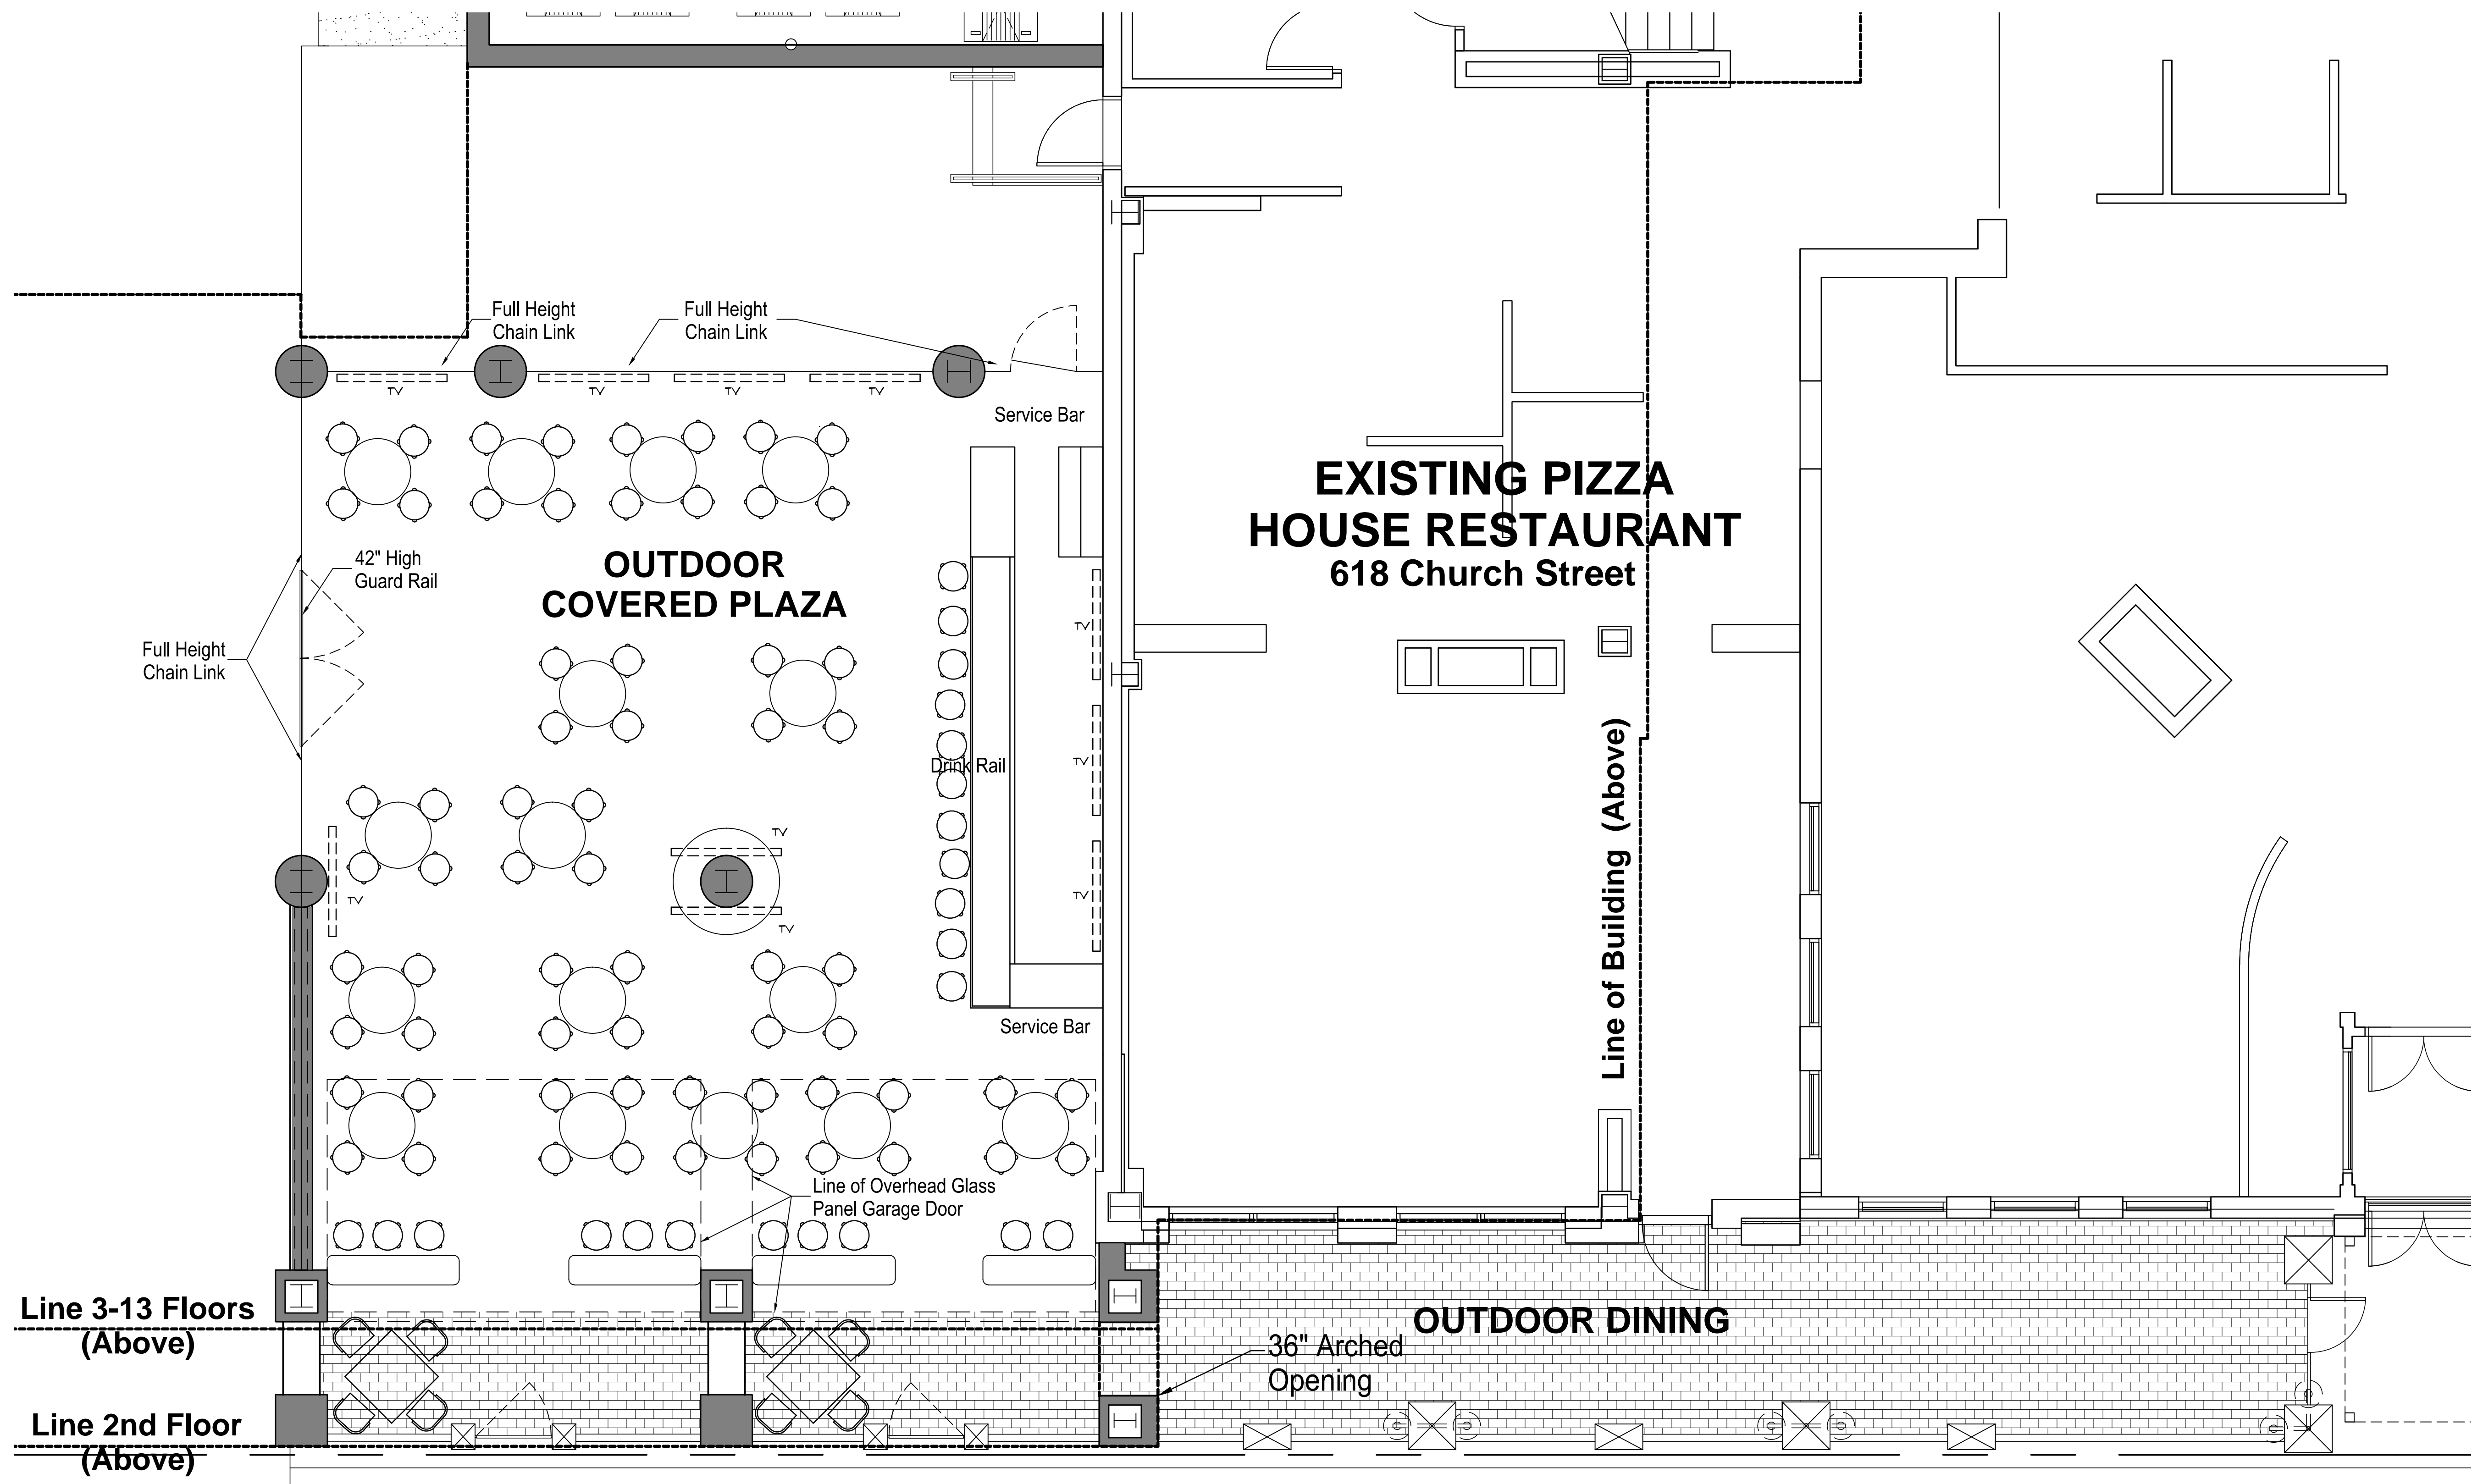 Full Height
Chain Link
Full Height
Chain Link
TV
TV
TV
TV
Service Bar
EXISTING PIZZA
HOUSE RESTAURANT
618 Church Street
42" High
Guard Rail
OUTDOOR
COVERED PLAZA
Full Height
Chain Link
TV
TV
Drink Rail
Line of Building (Above)
TV
TV
TV
TV
Service Bar
Line of Overhead Glass
Panel Garage Door
Line 3-13 Floors
(Above)
OUTDOOR DINING
36" Arched
Opening
Line 2nd Floor
(Above)